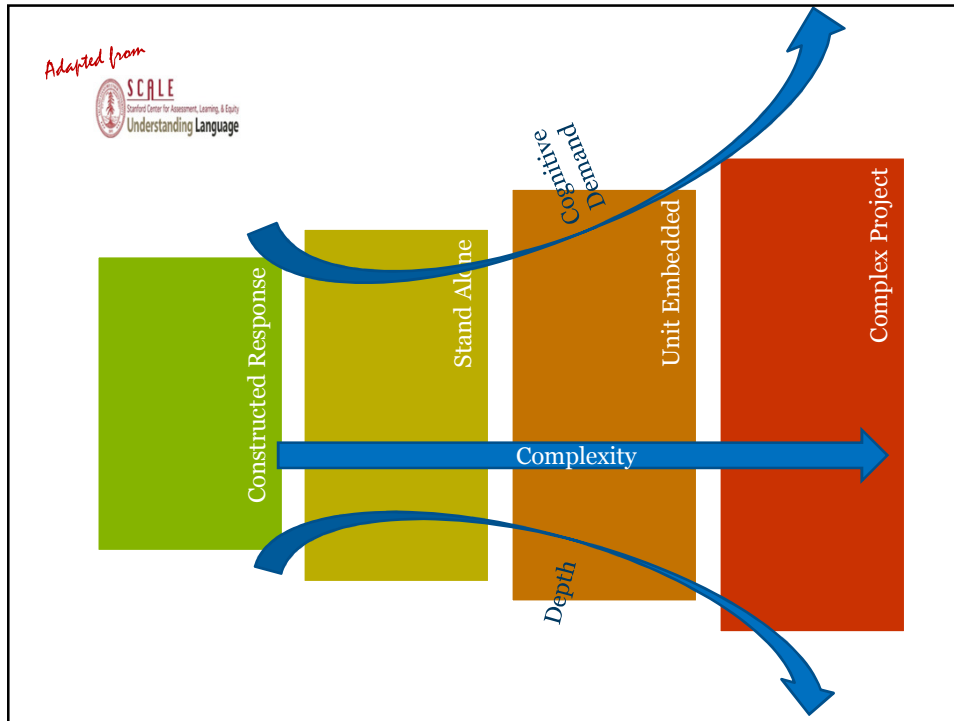 Adapted from
SCALE
Stanford Center for Assessment, Learning, & Equity
Understanding Language
Cognitive
Demand
Constructed Response
Stand Alone
Unit Embedded
Complex Project
Complexity
Depth